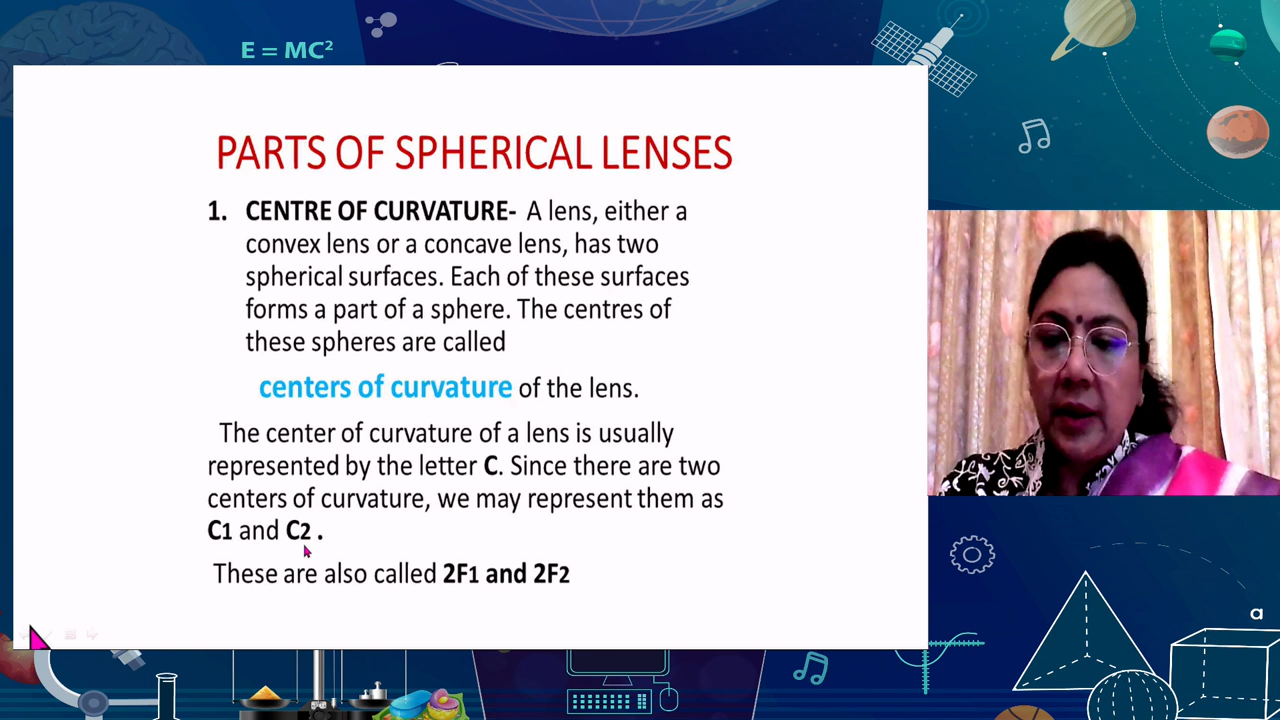 E = MC²
PARTS OF SPHERICAL LENSES
1. CENTRE OF CURVATURE- A lens, either a
convex lens or a concave lens, has two
spherical surfaces. Each of these surfaces
forms a part of a sphere. The centres of
these spheres are called
centers of curvature of the lens.
The center of curvature of a lens is usually
represented by the letter C. Since there are two
centers of curvature, we may represent them as
C1 and C2 .
These are also called 2F1 and 2F2
a